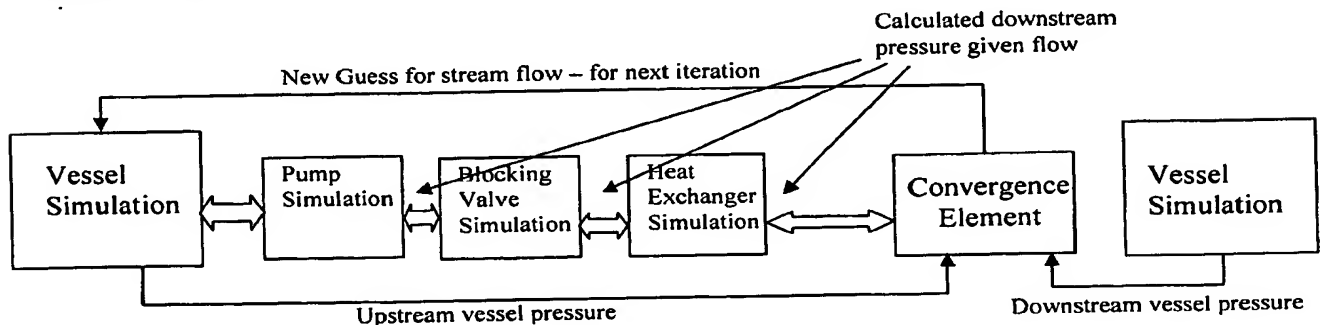 Calculated downstream
pressure given flow
New Guess for stream flow – for next iteration
Vessel
Simulation
Pump
Simulation
Blocking
Valve
Simulation
Heat
Exchanger
Simulation
Convergence
Element
Vessel
Simulation
Upstream vessel pressure
Downstream vessel pressure